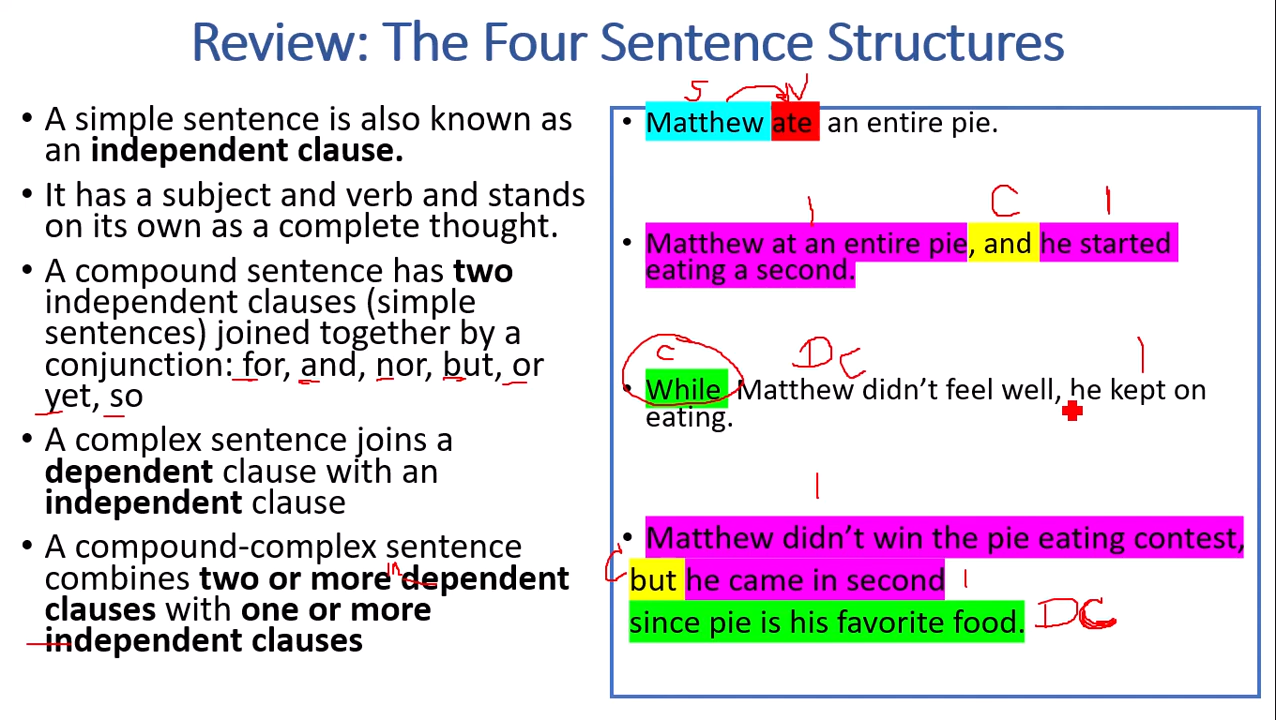 Review: The Four Sentence Structures
• A simple sentence is also known as
an independent clause.
• It has a subject and verb and stands
on its own as a complete thought.
• A compound sentence has two
independent clauses (simple
sentences) joined together by a
conjunction: for, and, nor, but, or
yet, so
• A complex sentence joins a
dependent clause with an
independent clause
• A compound-complex sentence
in
combines two or more dependent
clauses with one or more
independent clauses
S V
• Matthew ate an entire pie.
I C I
• Matthew at an entire pie, and he started
eating a second.
C DC I
• While Matthew didn't feel well, he kept on
eating.
I
• Matthew didn't win the pie eating contest,
C but he came in second I
since pie is his favorite food. DC